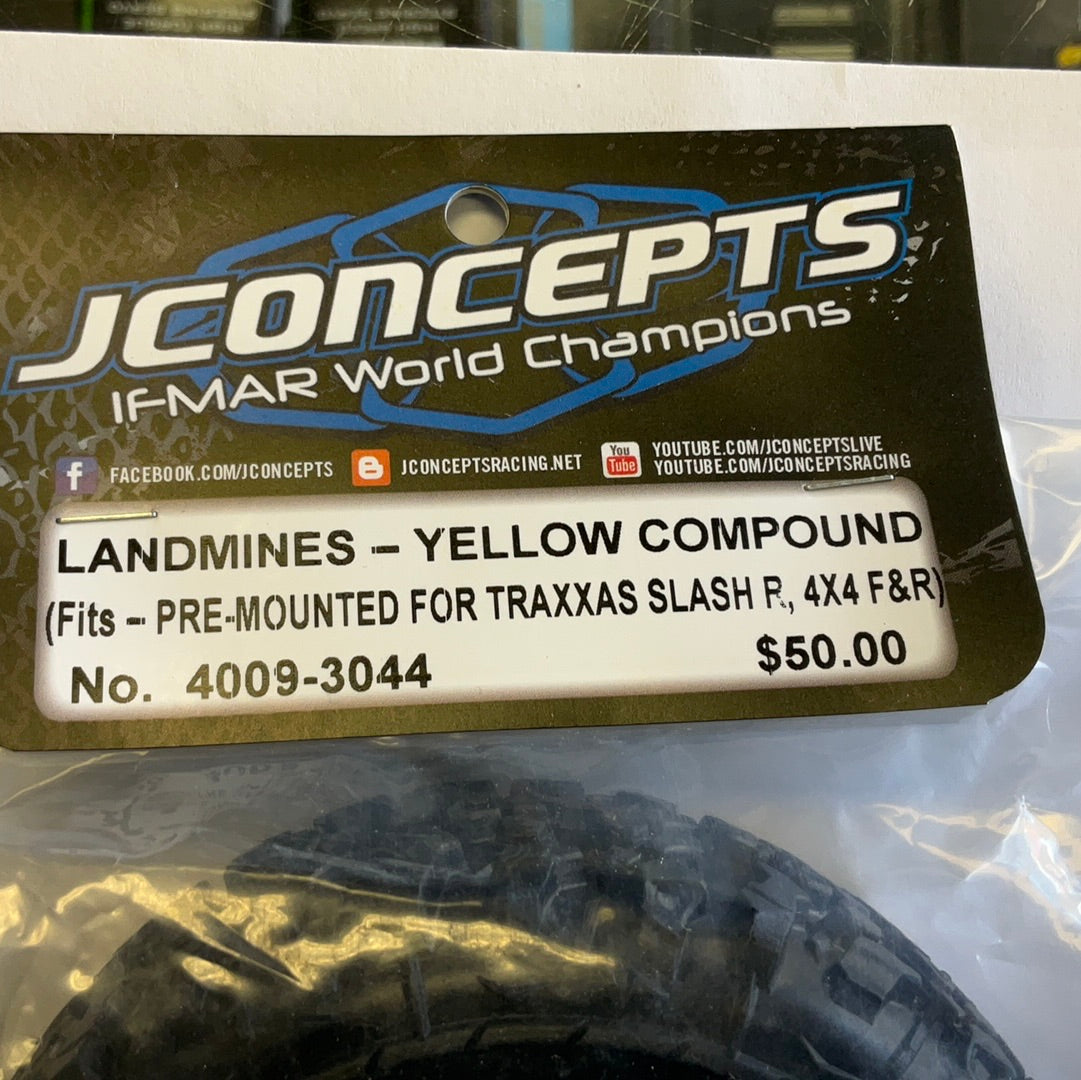 JCONCEPTS
IFMAR World Champions
f FACEBOOK.COM/JCONCEPTS JCONCEPTSRACING.NET You Tube YOUTUBE.COM/JCONCEPTSLIVE
YOUTUBE.COM/JCONCEPTSRACING
LANDMINES - YELLOW COMPOUND
(Fits - PRE-MOUNTED FOR TRAXXAS SLASH R, 4X4 F&R)
No. 4009-3044 $50.00